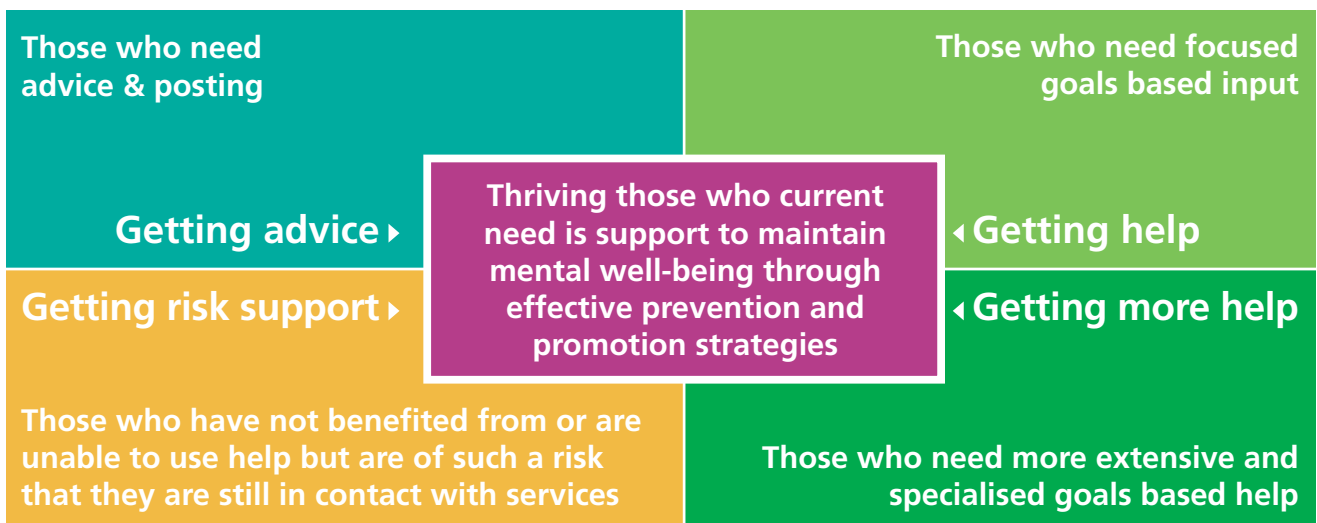 Those who need
advice & posting
Getting advice
Those who need focused
goals based input
Getting help
Thriving those who current
need is support to maintain
mental well-being through
effective prevention and
promotion strategies
Getting risk support
Those who have not benefited from or are
unable to use help but are of such a risk
that they are still in contact with services
Getting more help
Those who need more extensive and
specialised goals based help